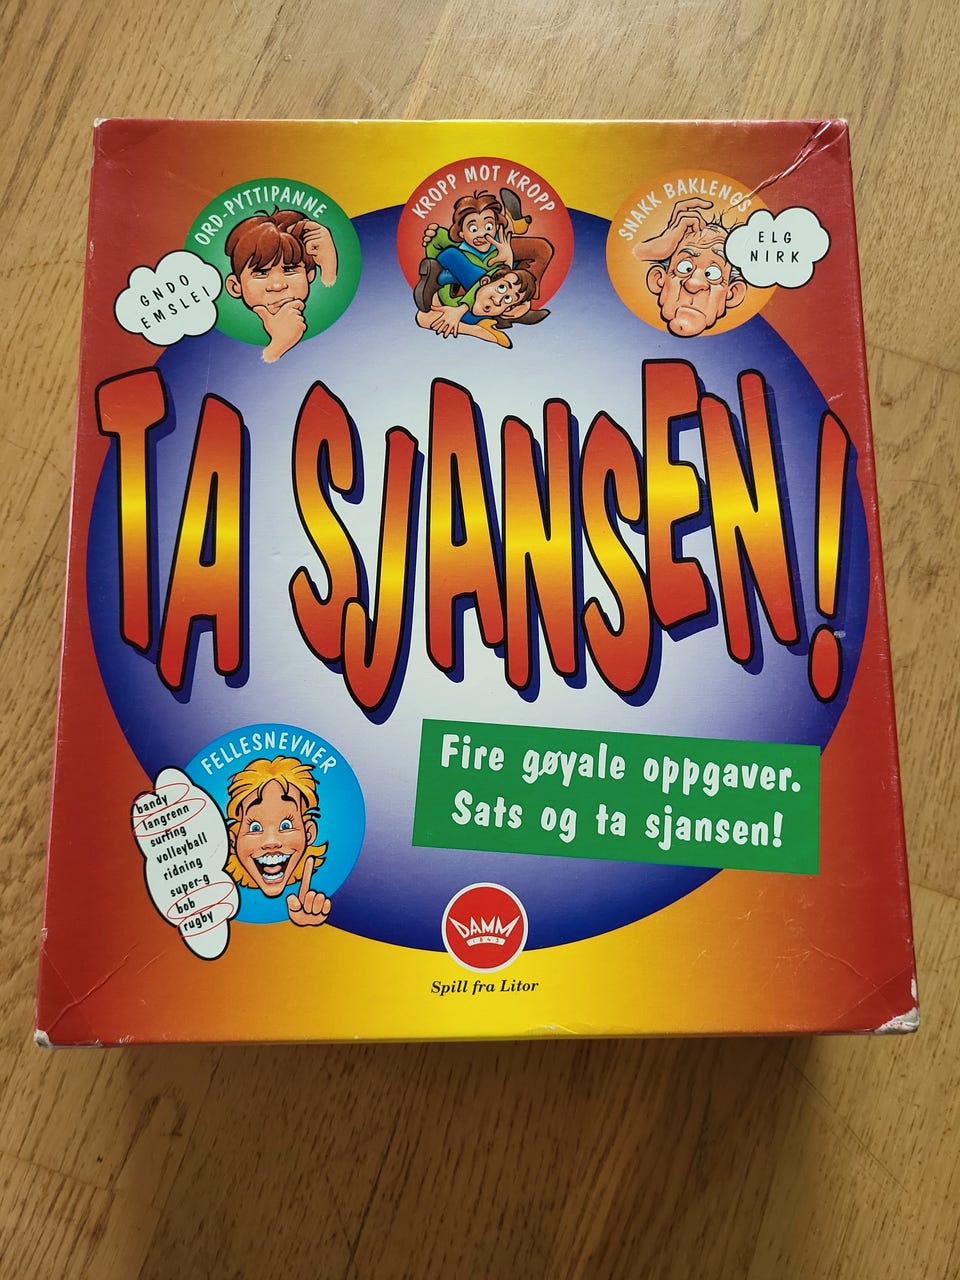 ORD-PYTTIPANNE
GNDO
EMSLEI
KROPP MOT KROPP
SNAKK BAKLENGS
ELG
NIRK
TA SJANSEN!
FELLESNEVNER
bandy
langrenn
surfing
volleyball
ridning
super-g
bob
rugby
Fire gøyale oppgaver.
Sats og ta sjansen!
DAMM
1843
Spill fra Litor